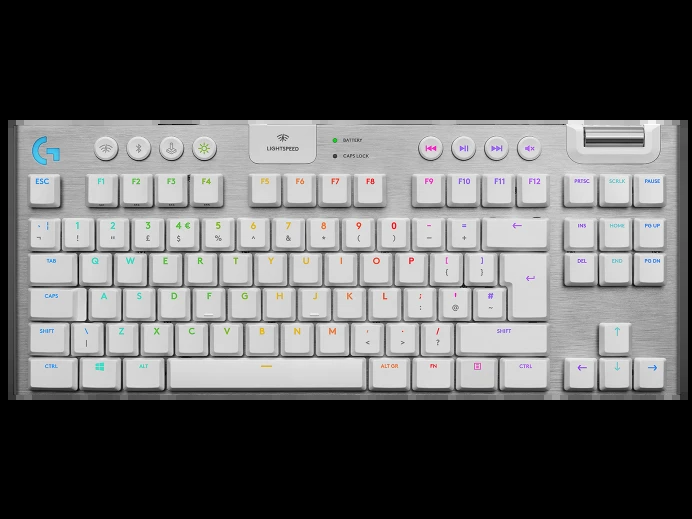 G
LIGHTSPEED
BATTERY
CAPS LOCK
ESC F1 F2 F3 F4 F5 F6 F7 F8 F9 F10 F11 F12 PRTSC SCRLK PAUSE
1 2 3 4 € 5 6 7 8 9 0 - = ← INS HOME PG UP
¬ ! " £ $ % ^ & * ( ) +
TAB Q W E R T Y U I O P [ ] ↵ DEL END PG DN
{ }
CAPS A S D F G H J K L ; ' #
: @ ~
SHIFT \ Z X C V B N M , . / SHIFT ↑
| < > ?
CTRL ALT ALT GR FN CTRL ← ↓ →